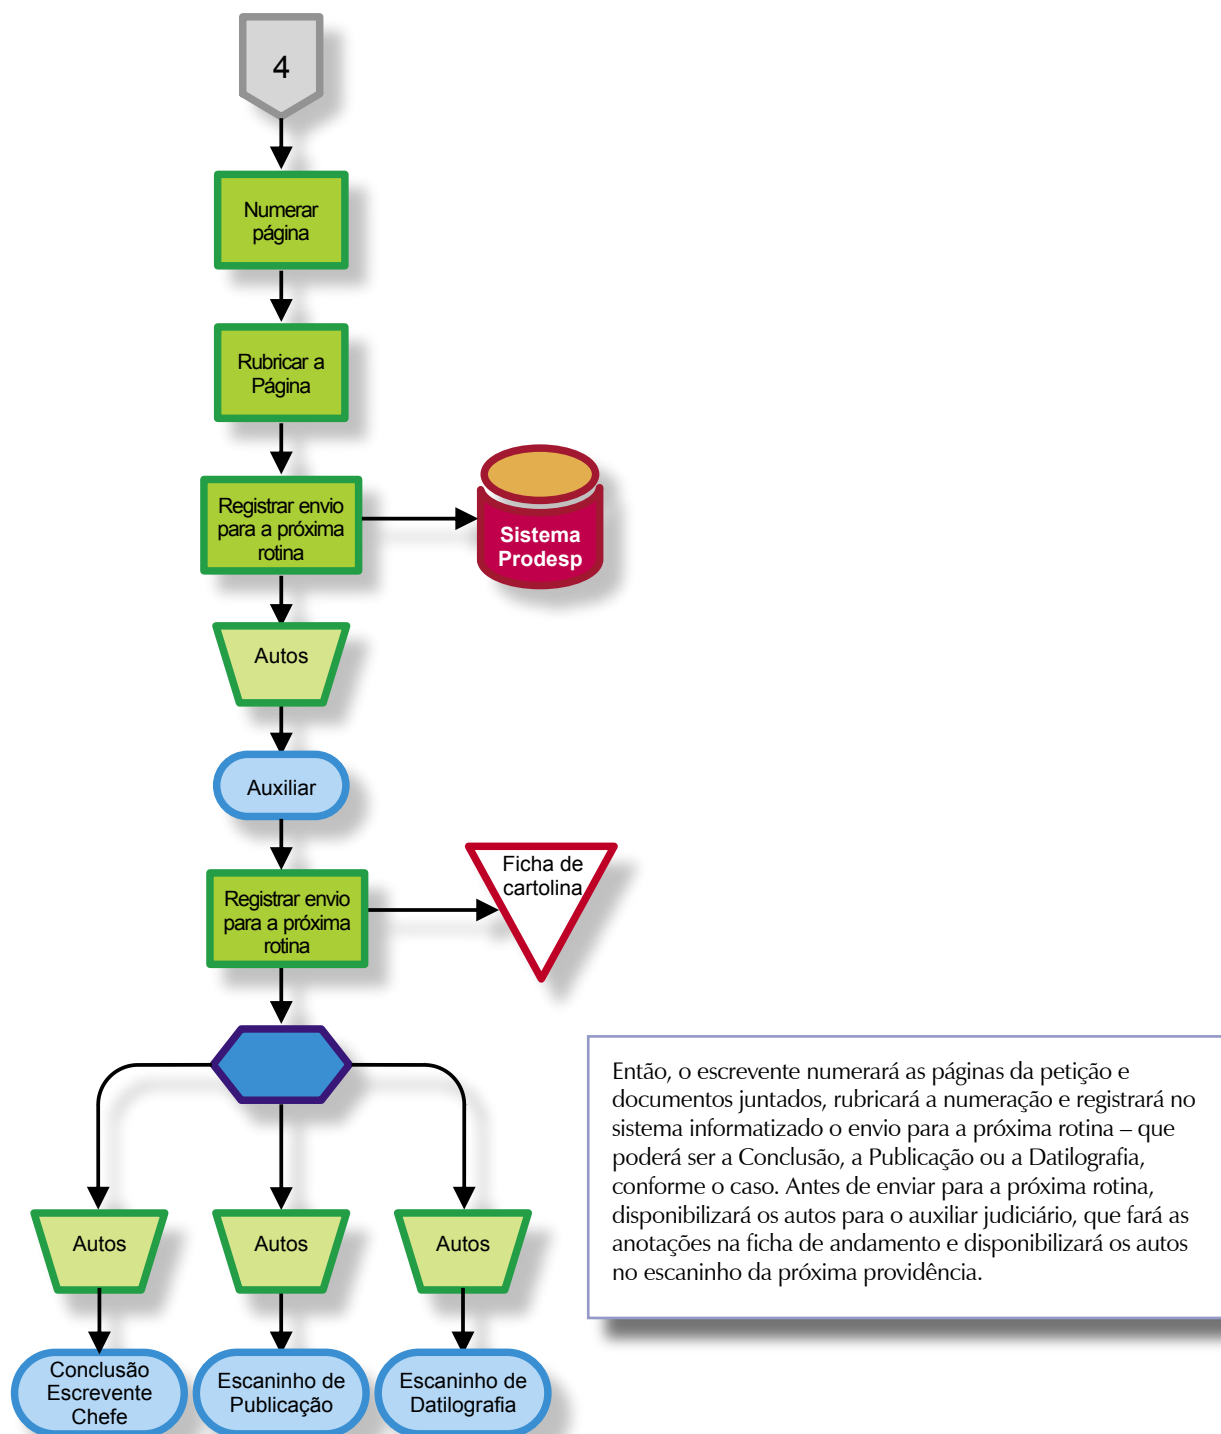 4
Numerar
página
Rubricar a
Página
Registrar envio
para a próxima
rotina
Sistema
Prodesp
Autos
Auxiliar
Registrar envio
para a próxima
rotina
Ficha de
cartolina
Então, o escrevente numerará as páginas da petição e
documentos juntados, rubricará a numeração e registrará no
sistema informatizado o envio para a próxima rotina – que
poderá ser a Conclusão, a Publicação ou a Datilografia,
conforme o caso. Antes de enviar para a próxima rotina,
disponibilizará os autos para o auxiliar judiciário, que fará as
anotações na ficha de andamento e disponibilizará os autos
no escaninho da próxima providência.
Autos
Autos
Autos
Conclusão
Escrevente
Chefe
Escaninho de
Publicação
Escaninho de
Datilografia